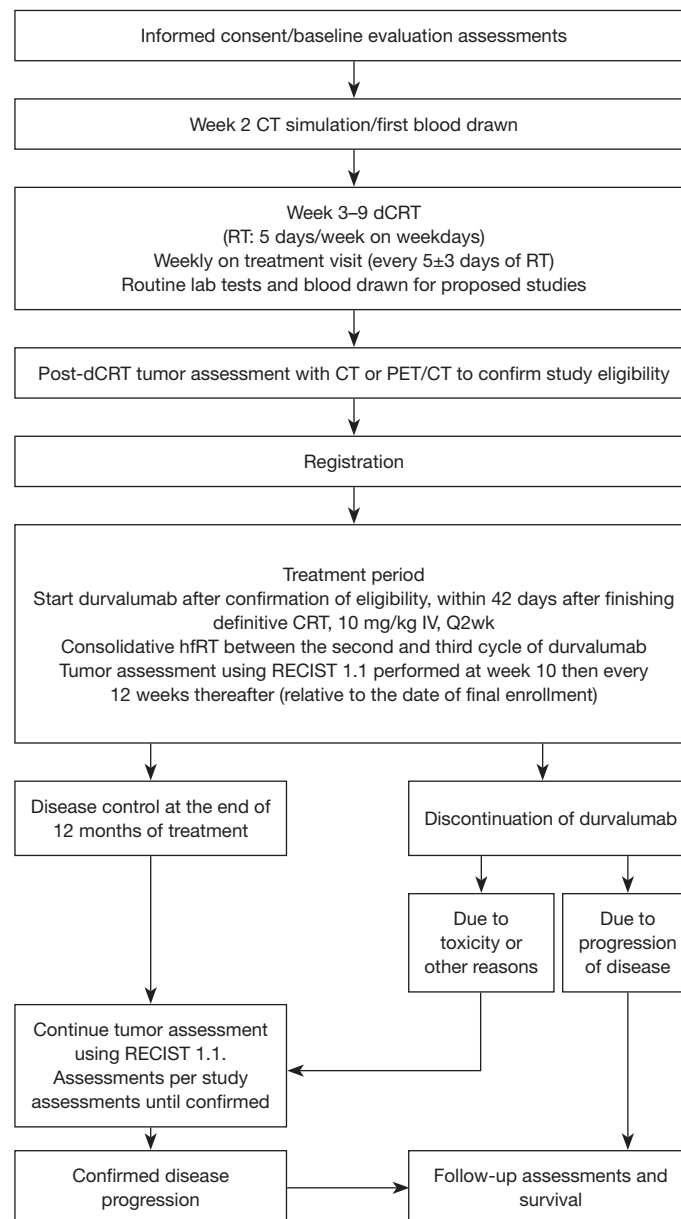 Informed consent/baseline evaluation assessments
Week 2 CT simulation/first blood drawn
Week 3–9 dCRT
(RT: 5 days/week on weekdays)
Weekly on treatment visit (every 5±3 days of RT)
Routine lab tests and blood drawn for proposed studies
Post-dCRT tumor assessment with CT or PET/CT to confirm study eligibility
Registration
Treatment period
Start durvalumab after confirmation of eligibility, within 42 days after finishing
definitive CRT, 10 mg/kg IV, Q2wk
Consolidative hfRT between the second and third cycle of durvalumab
Tumor assessment using RECIST 1.1 performed at week 10 then every
12 weeks thereafter (relative to the date of final enrollment)
Disease control at the end of
12 months of treatment
Discontinuation of durvalumab
Due to
toxicity or
other reasons
Due to
progression
of disease
Continue tumor assessment
using RECIST 1.1.
Assessments per study
assessments until confirmed
Confirmed disease
progression
Follow-up assessments and
survival